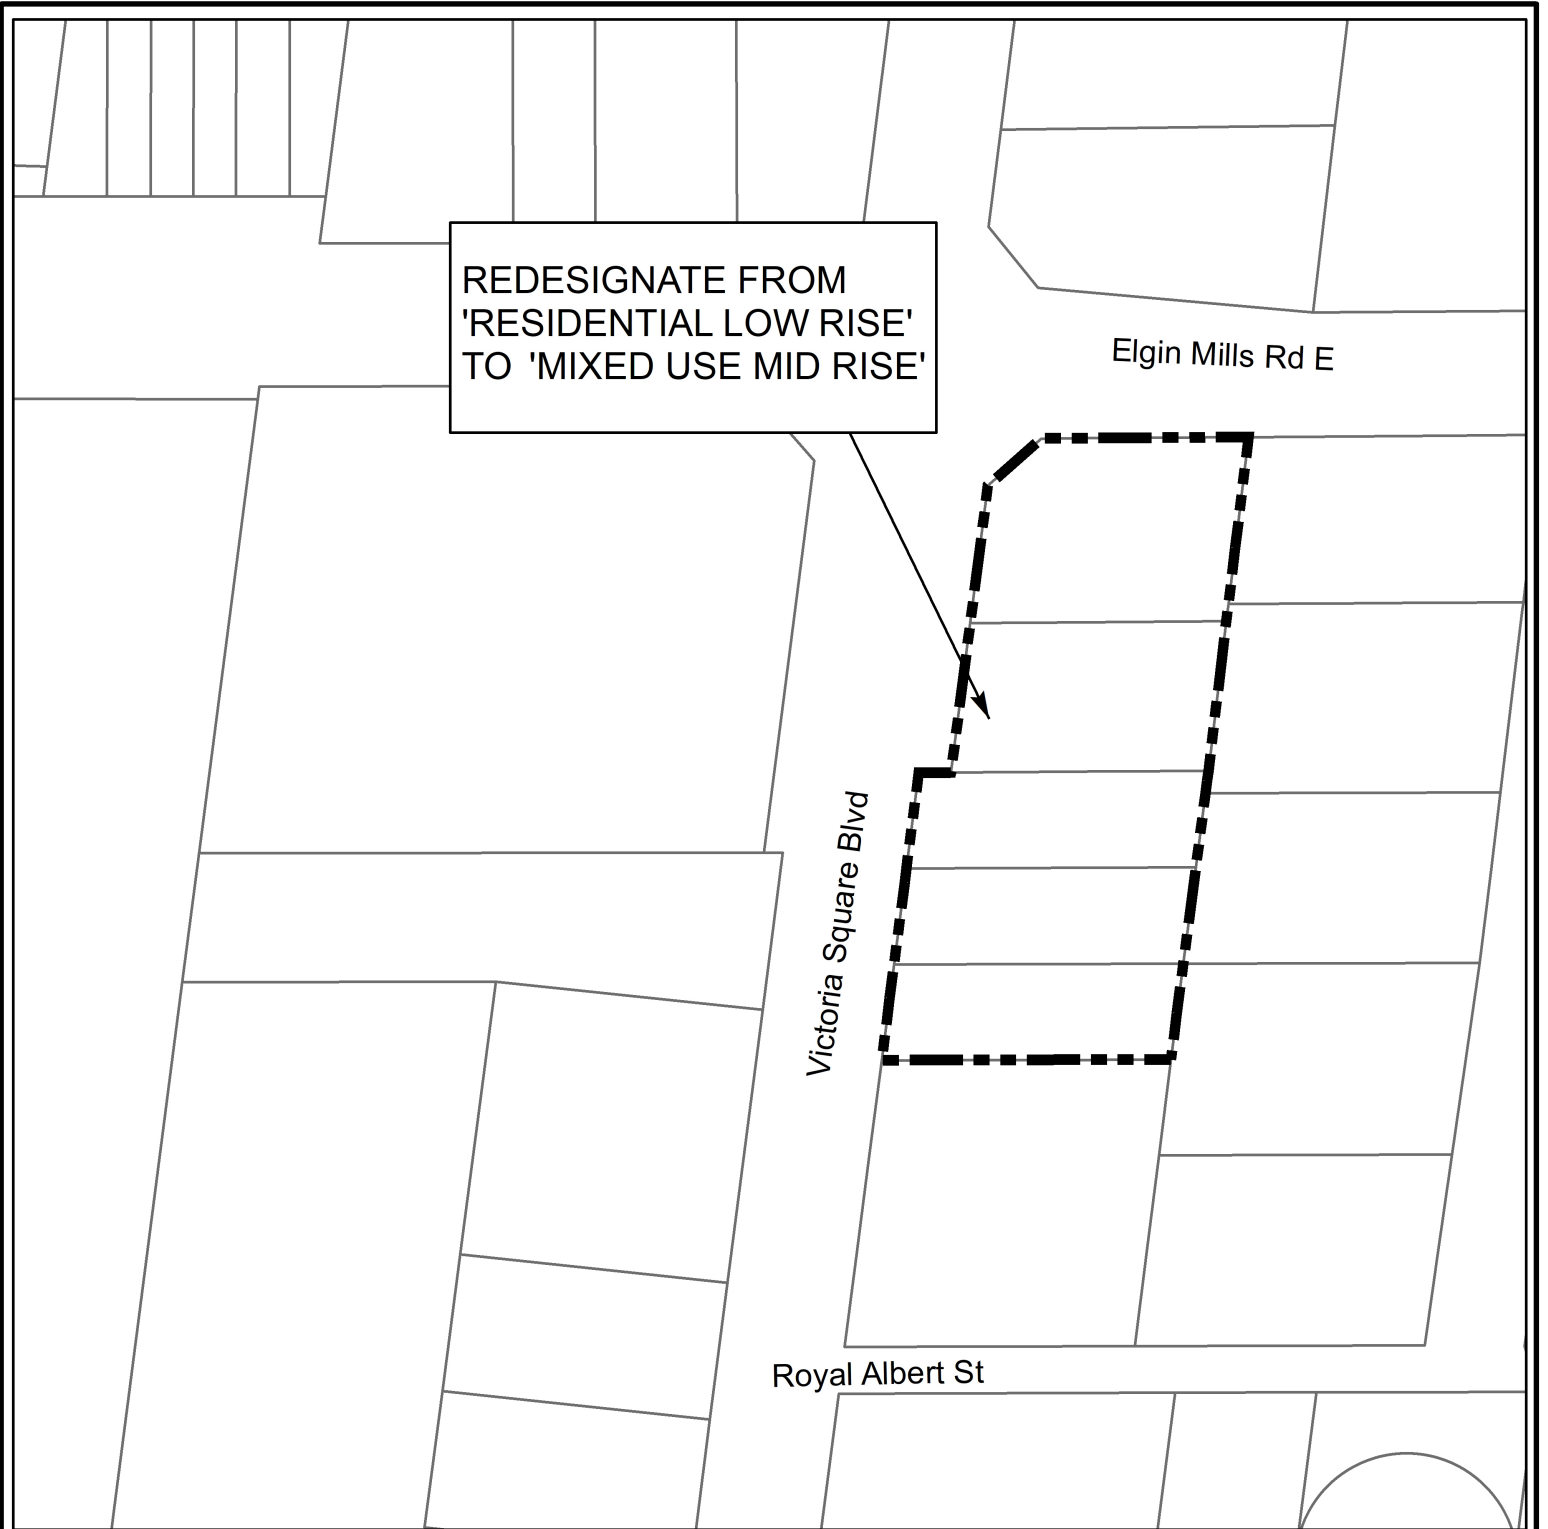 REDESIGNATE FROM
'RESIDENTIAL LOW RISE'
TO 'MIXED USE MID RISE'
Elgin Mills Rd E
Victoria Square Blvd
Royal Albert St